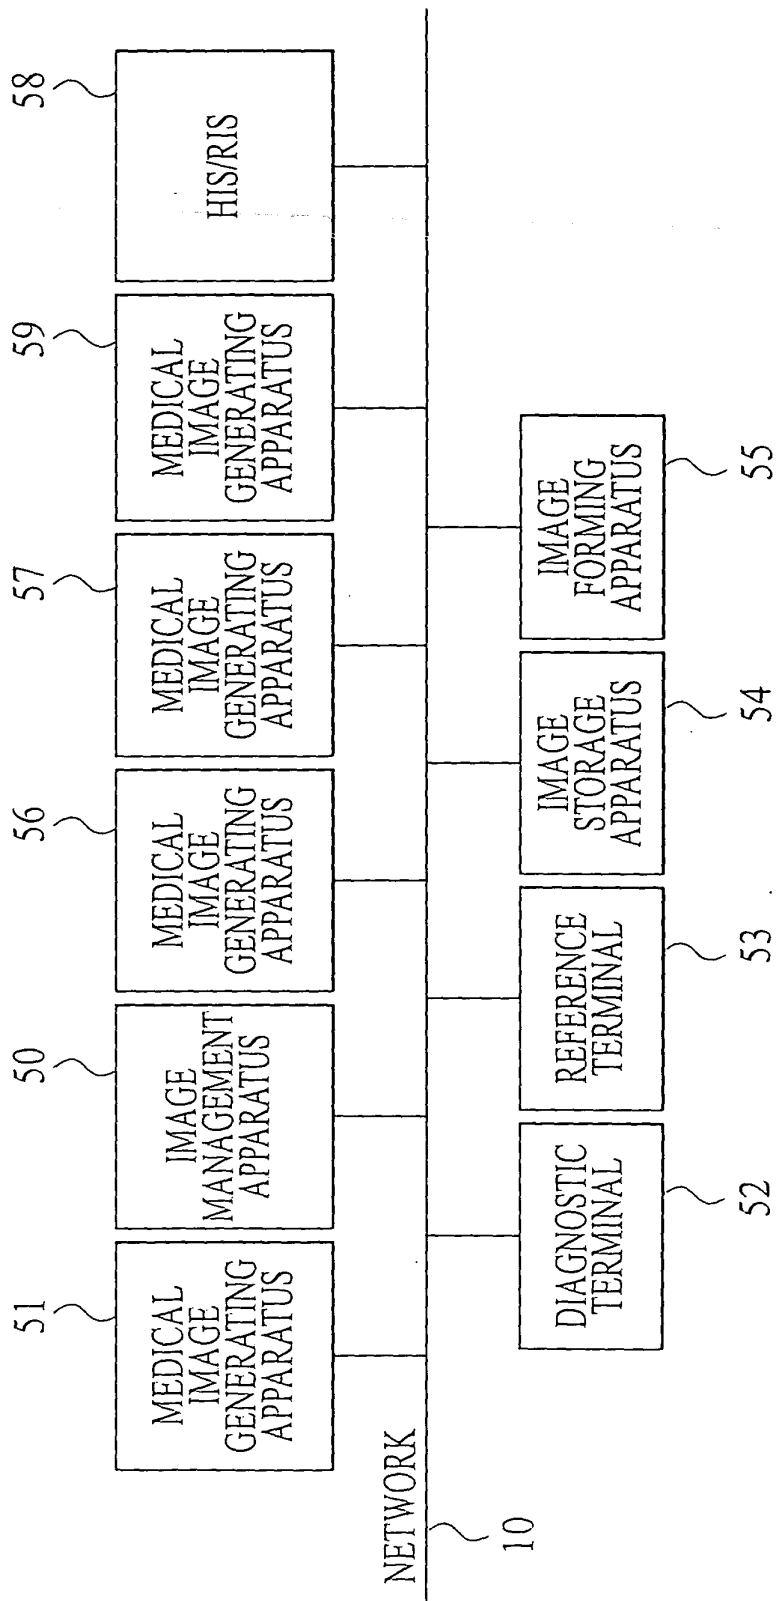 51
MEDICAL
IMAGE
GENERATING
APPARATUS
50
IMAGE
MANAGEMENT
APPARATUS
56
MEDICAL
IMAGE
GENERATING
APPARATUS
57
MEDICAL
IMAGE
GENERATING
APPARATUS
59
MEDICAL
IMAGE
GENERATING
APPARATUS
58
HIS/RIS
NETWORK
10
DIAGNOSTIC
TERMINAL
52
REFERENCE
TERMINAL
53
IMAGE
STORAGE
APPARATUS
54
IMAGE
FORMING
APPARATUS
55